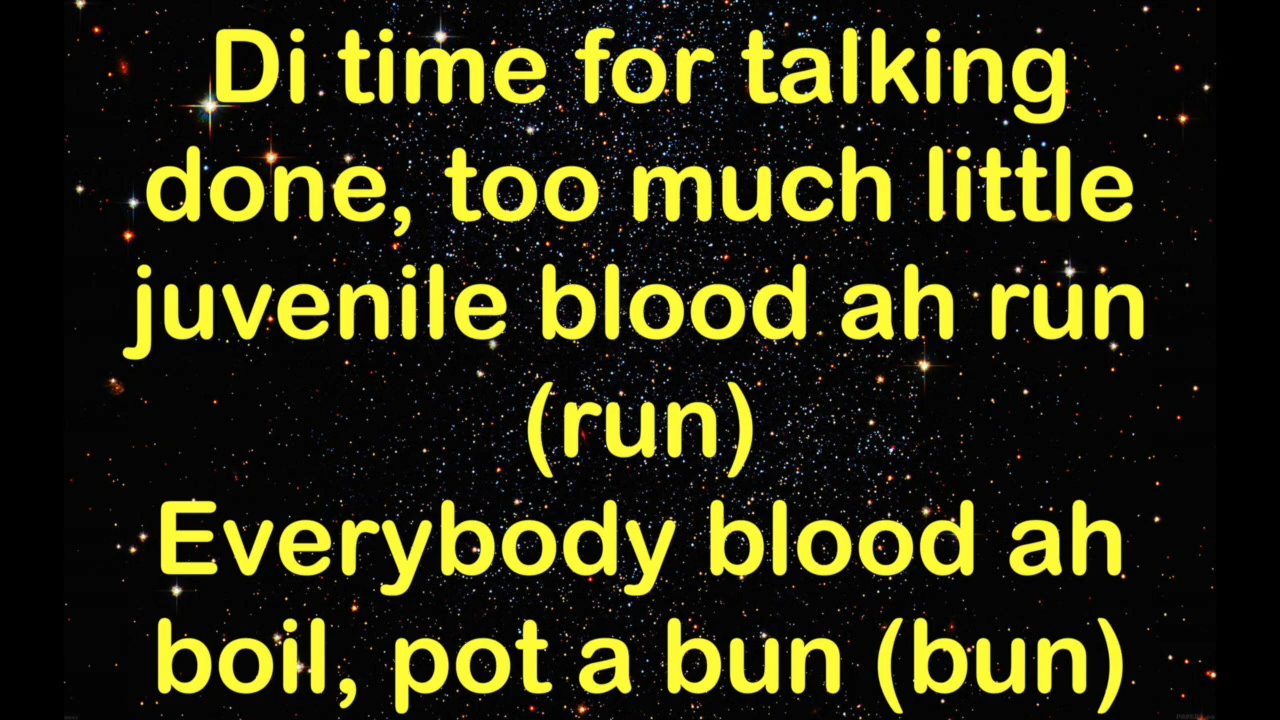 Di time for talking
done, too much little
juvenile blood ah run
(run)
Everybody blood ah
boil, pot a bun (bun)